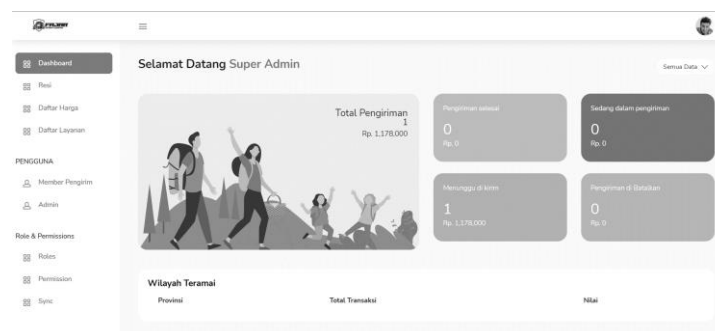 Selamat Datang Super Admin
Semua Data
Dashboard
Resi
Daftar Harga
Daftar Layanan
PENGGUNA
Member Pengirim
Admin
Role & Permissions
Roles
Permission
Sync
Total Pengiriman
1
Rp. 1,178,000
Pengiriman selesai
0
Rp. 0
Sedang dalam pengiriman
0
Rp. 0
Menunggu di kirim
1
Rp. 1,178,000
Pengiriman di Batalkan
0
Rp. 0
Wilayah Teramai
Provinsi Total Transaksi Nilai